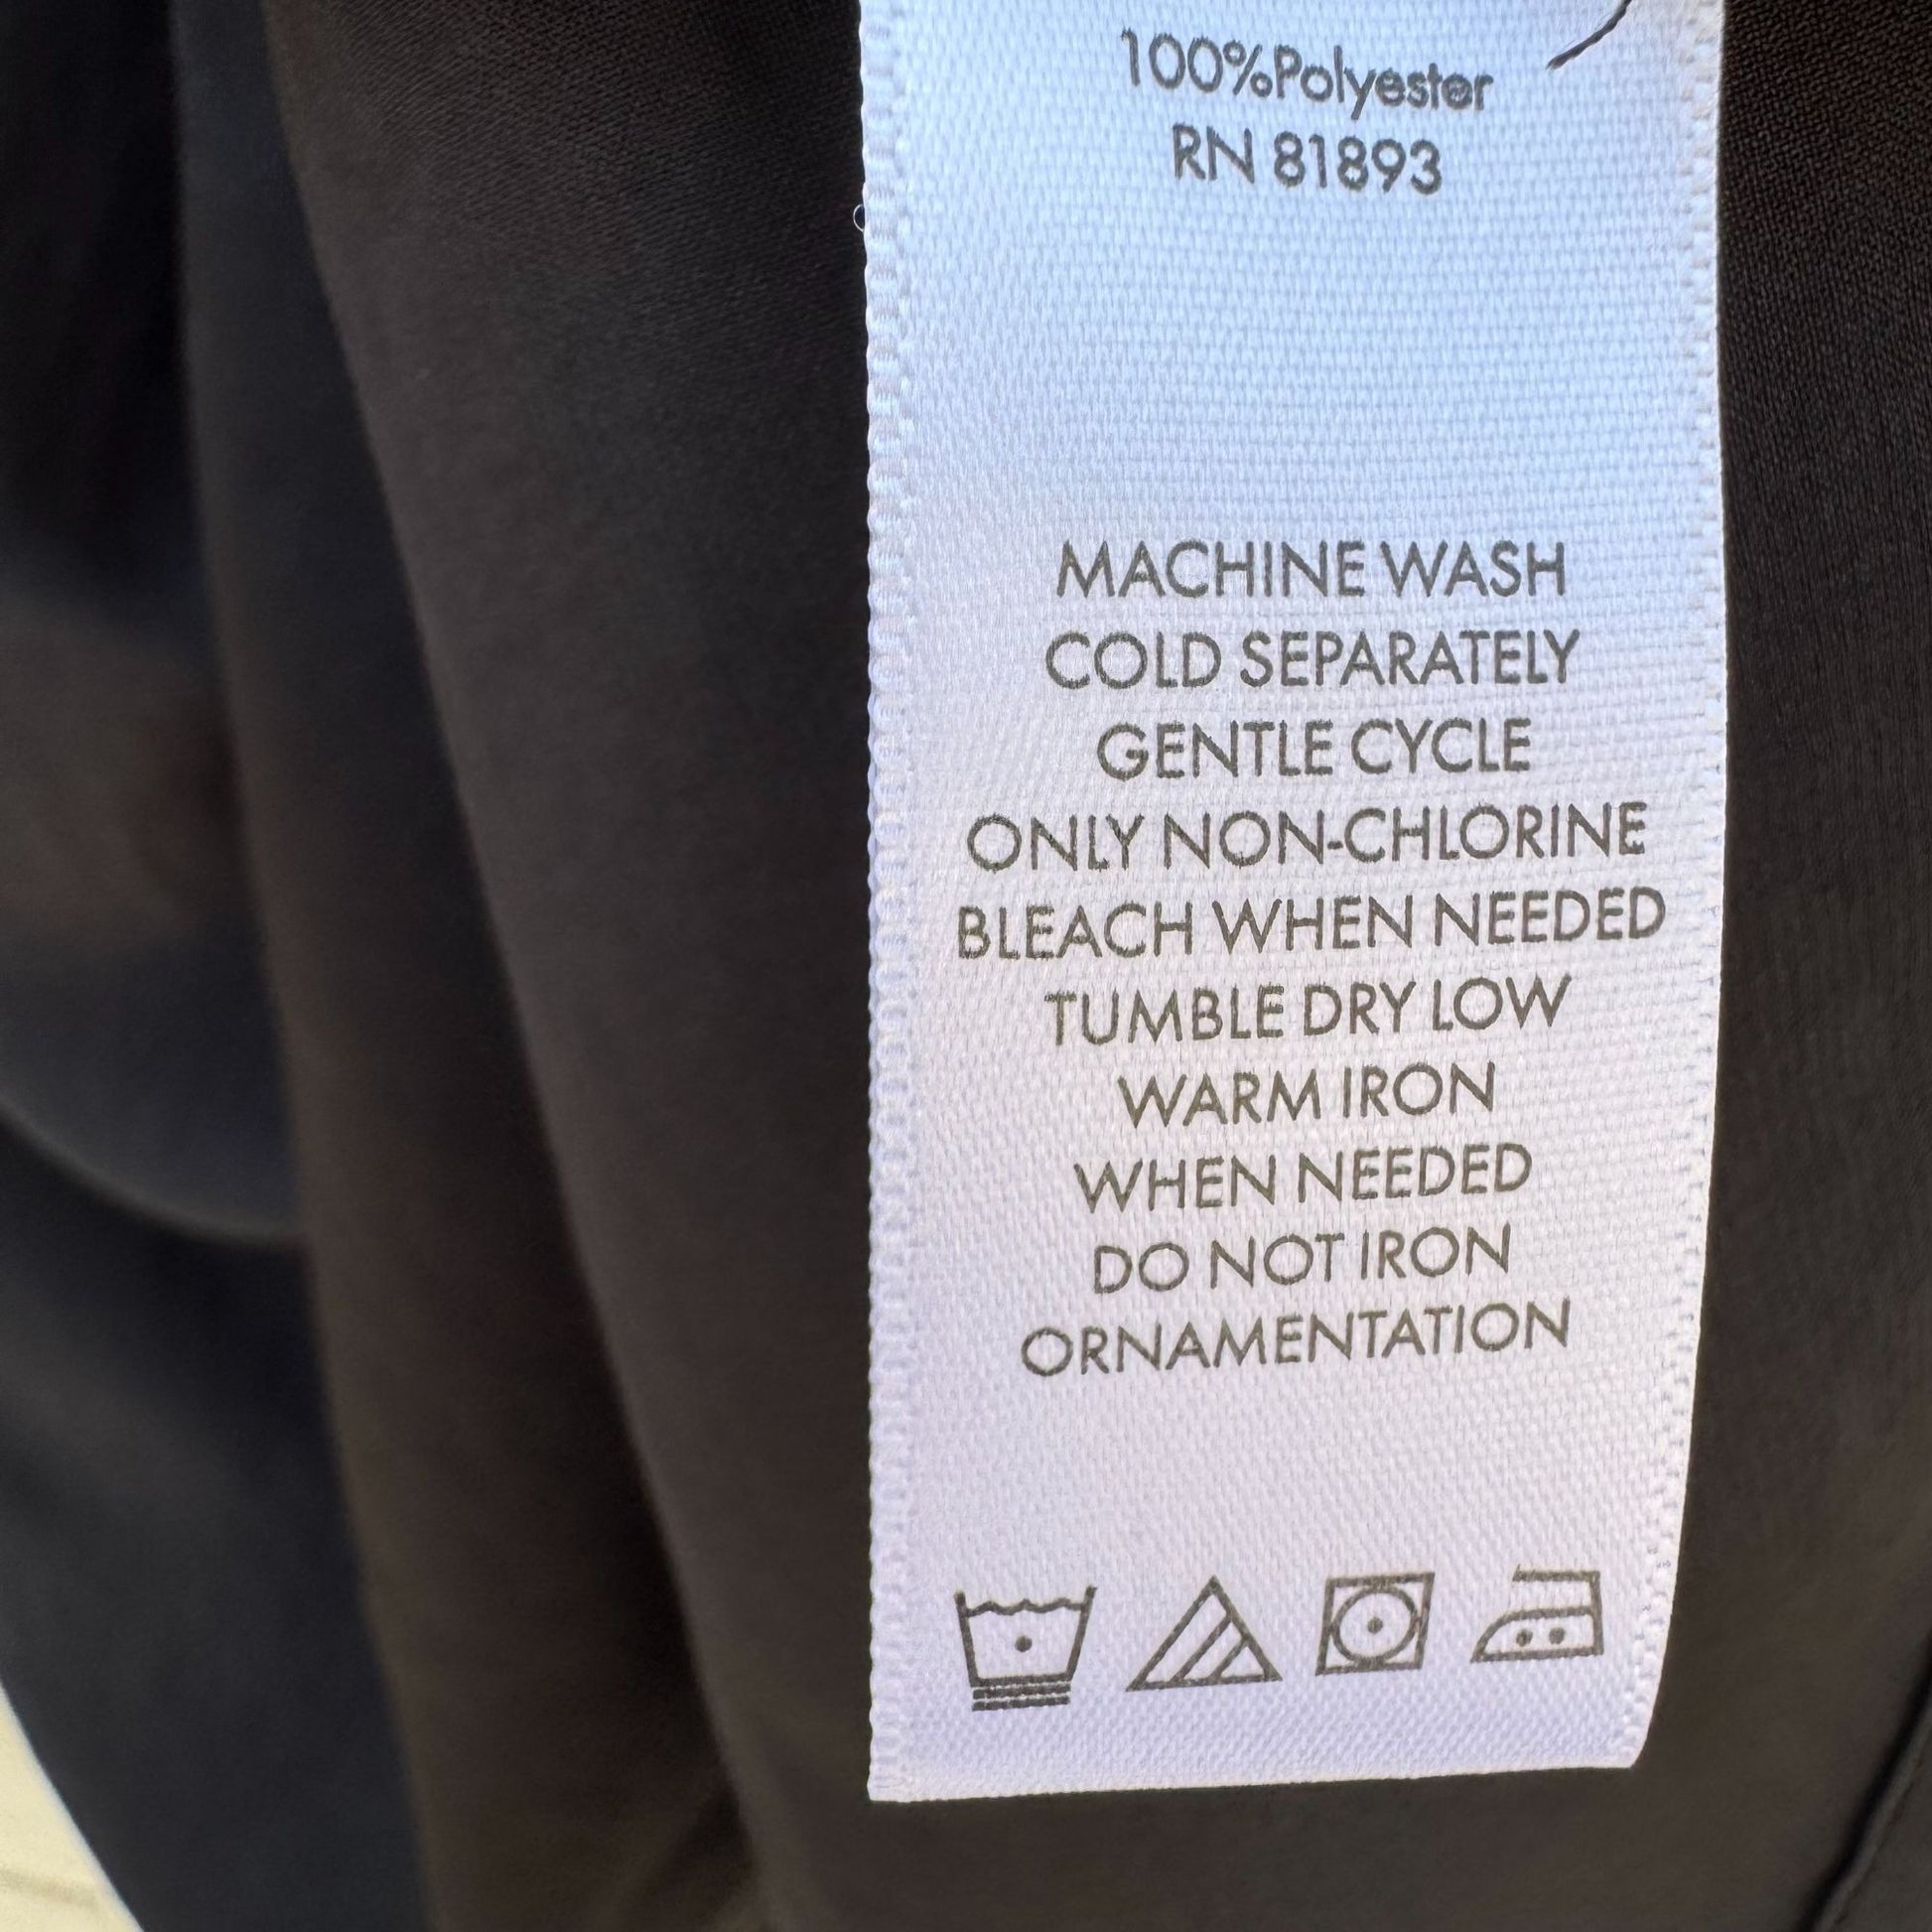 100%Polyester
RN 81893
MACHINE WASH
COLD SEPARATELY
GENTLE CYCLE
ONLY NON-CHLORINE
BLEACH WHEN NEEDED
TUMBLE DRY LOW
WARM IRON
WHEN NEEDED
DO NOT IRON
ORNAMENTATION